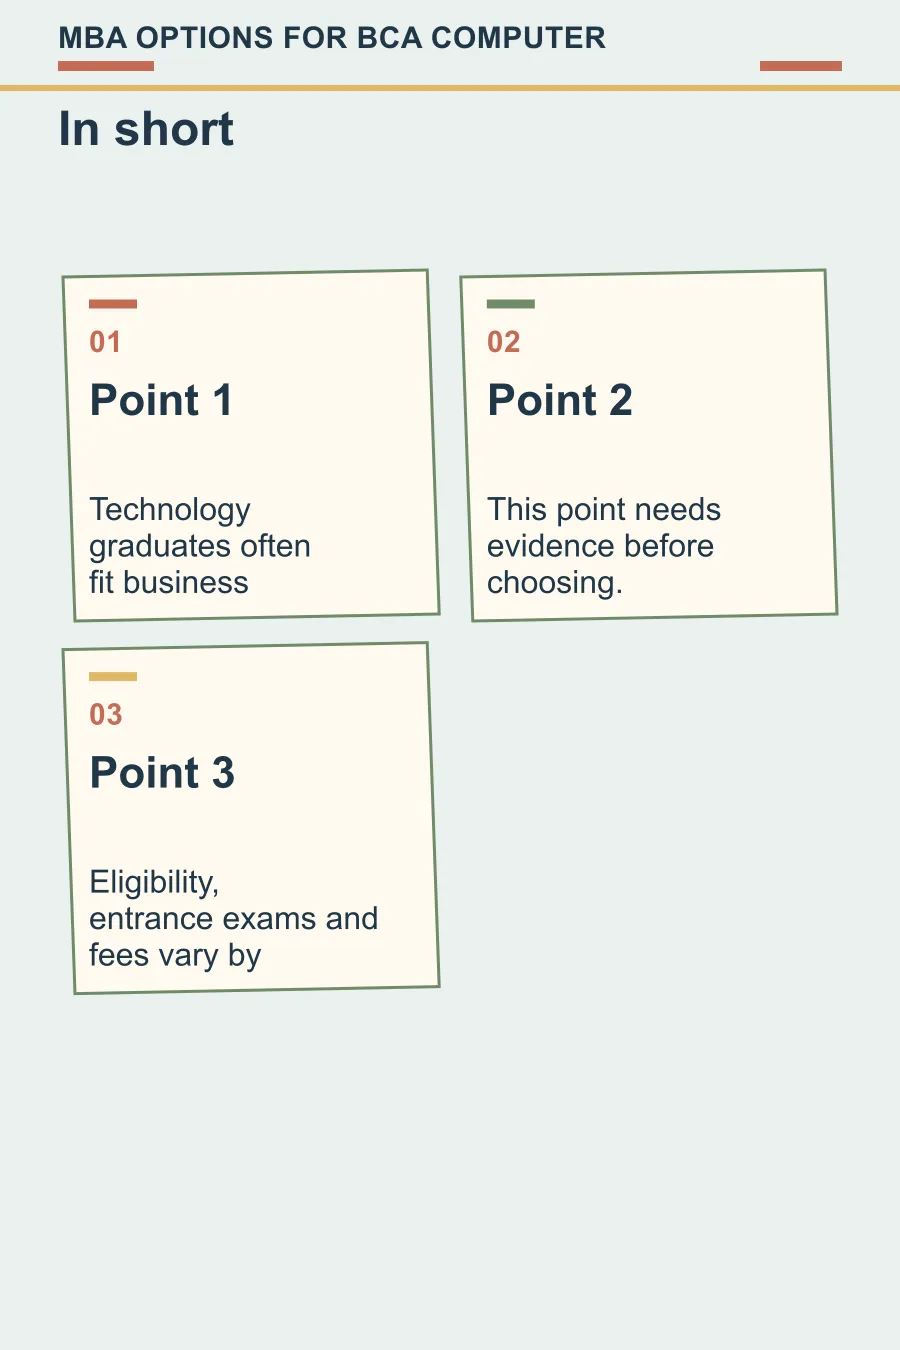 MBA OPTIONS FOR BCA COMPUTER
In short
01
Point 1
Technology
graduates often
fit business
02
Point 2
This point needs
evidence before
choosing.
03
Point 3
Eligibility,
entrance exams and
fees vary by